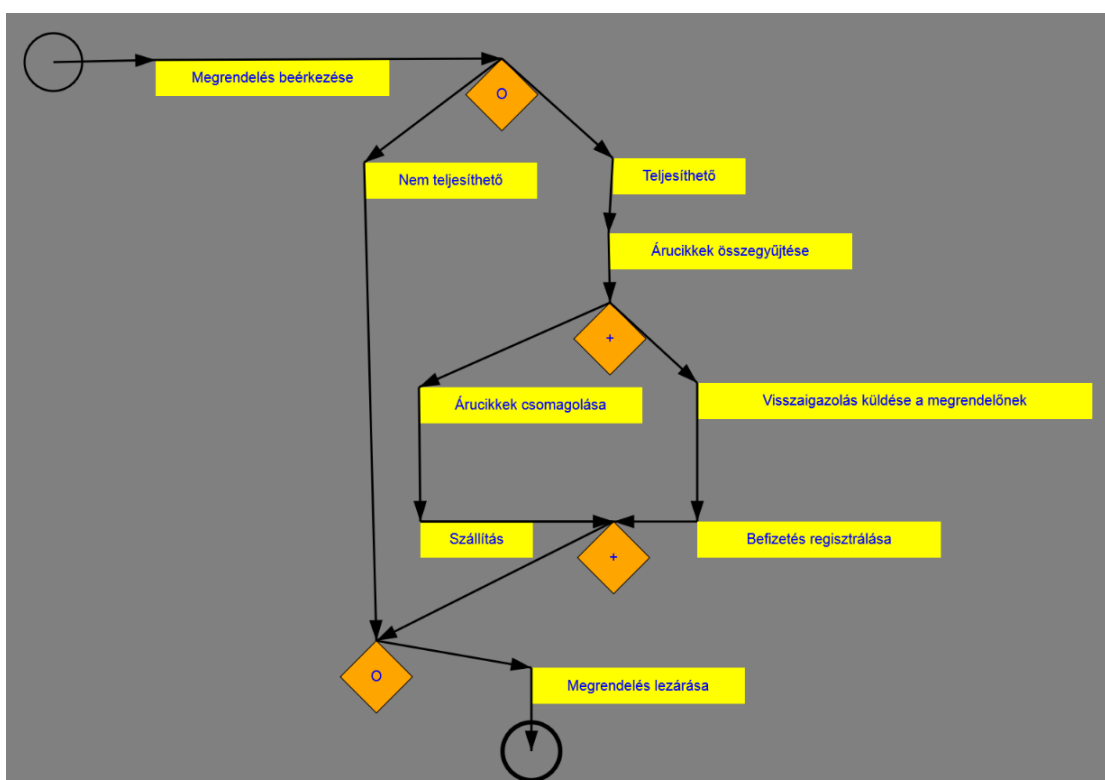 Megrendelés beérkezése
O
Nem teljesíthető
Teljesíthető
Árucikkek összegyűjtése
+
Árucikkek csomagolása
Visszaigazolás küldése a megrendelőnek
Szállítás
+
Befizetés regisztrálása
O
Megrendelés lezárása